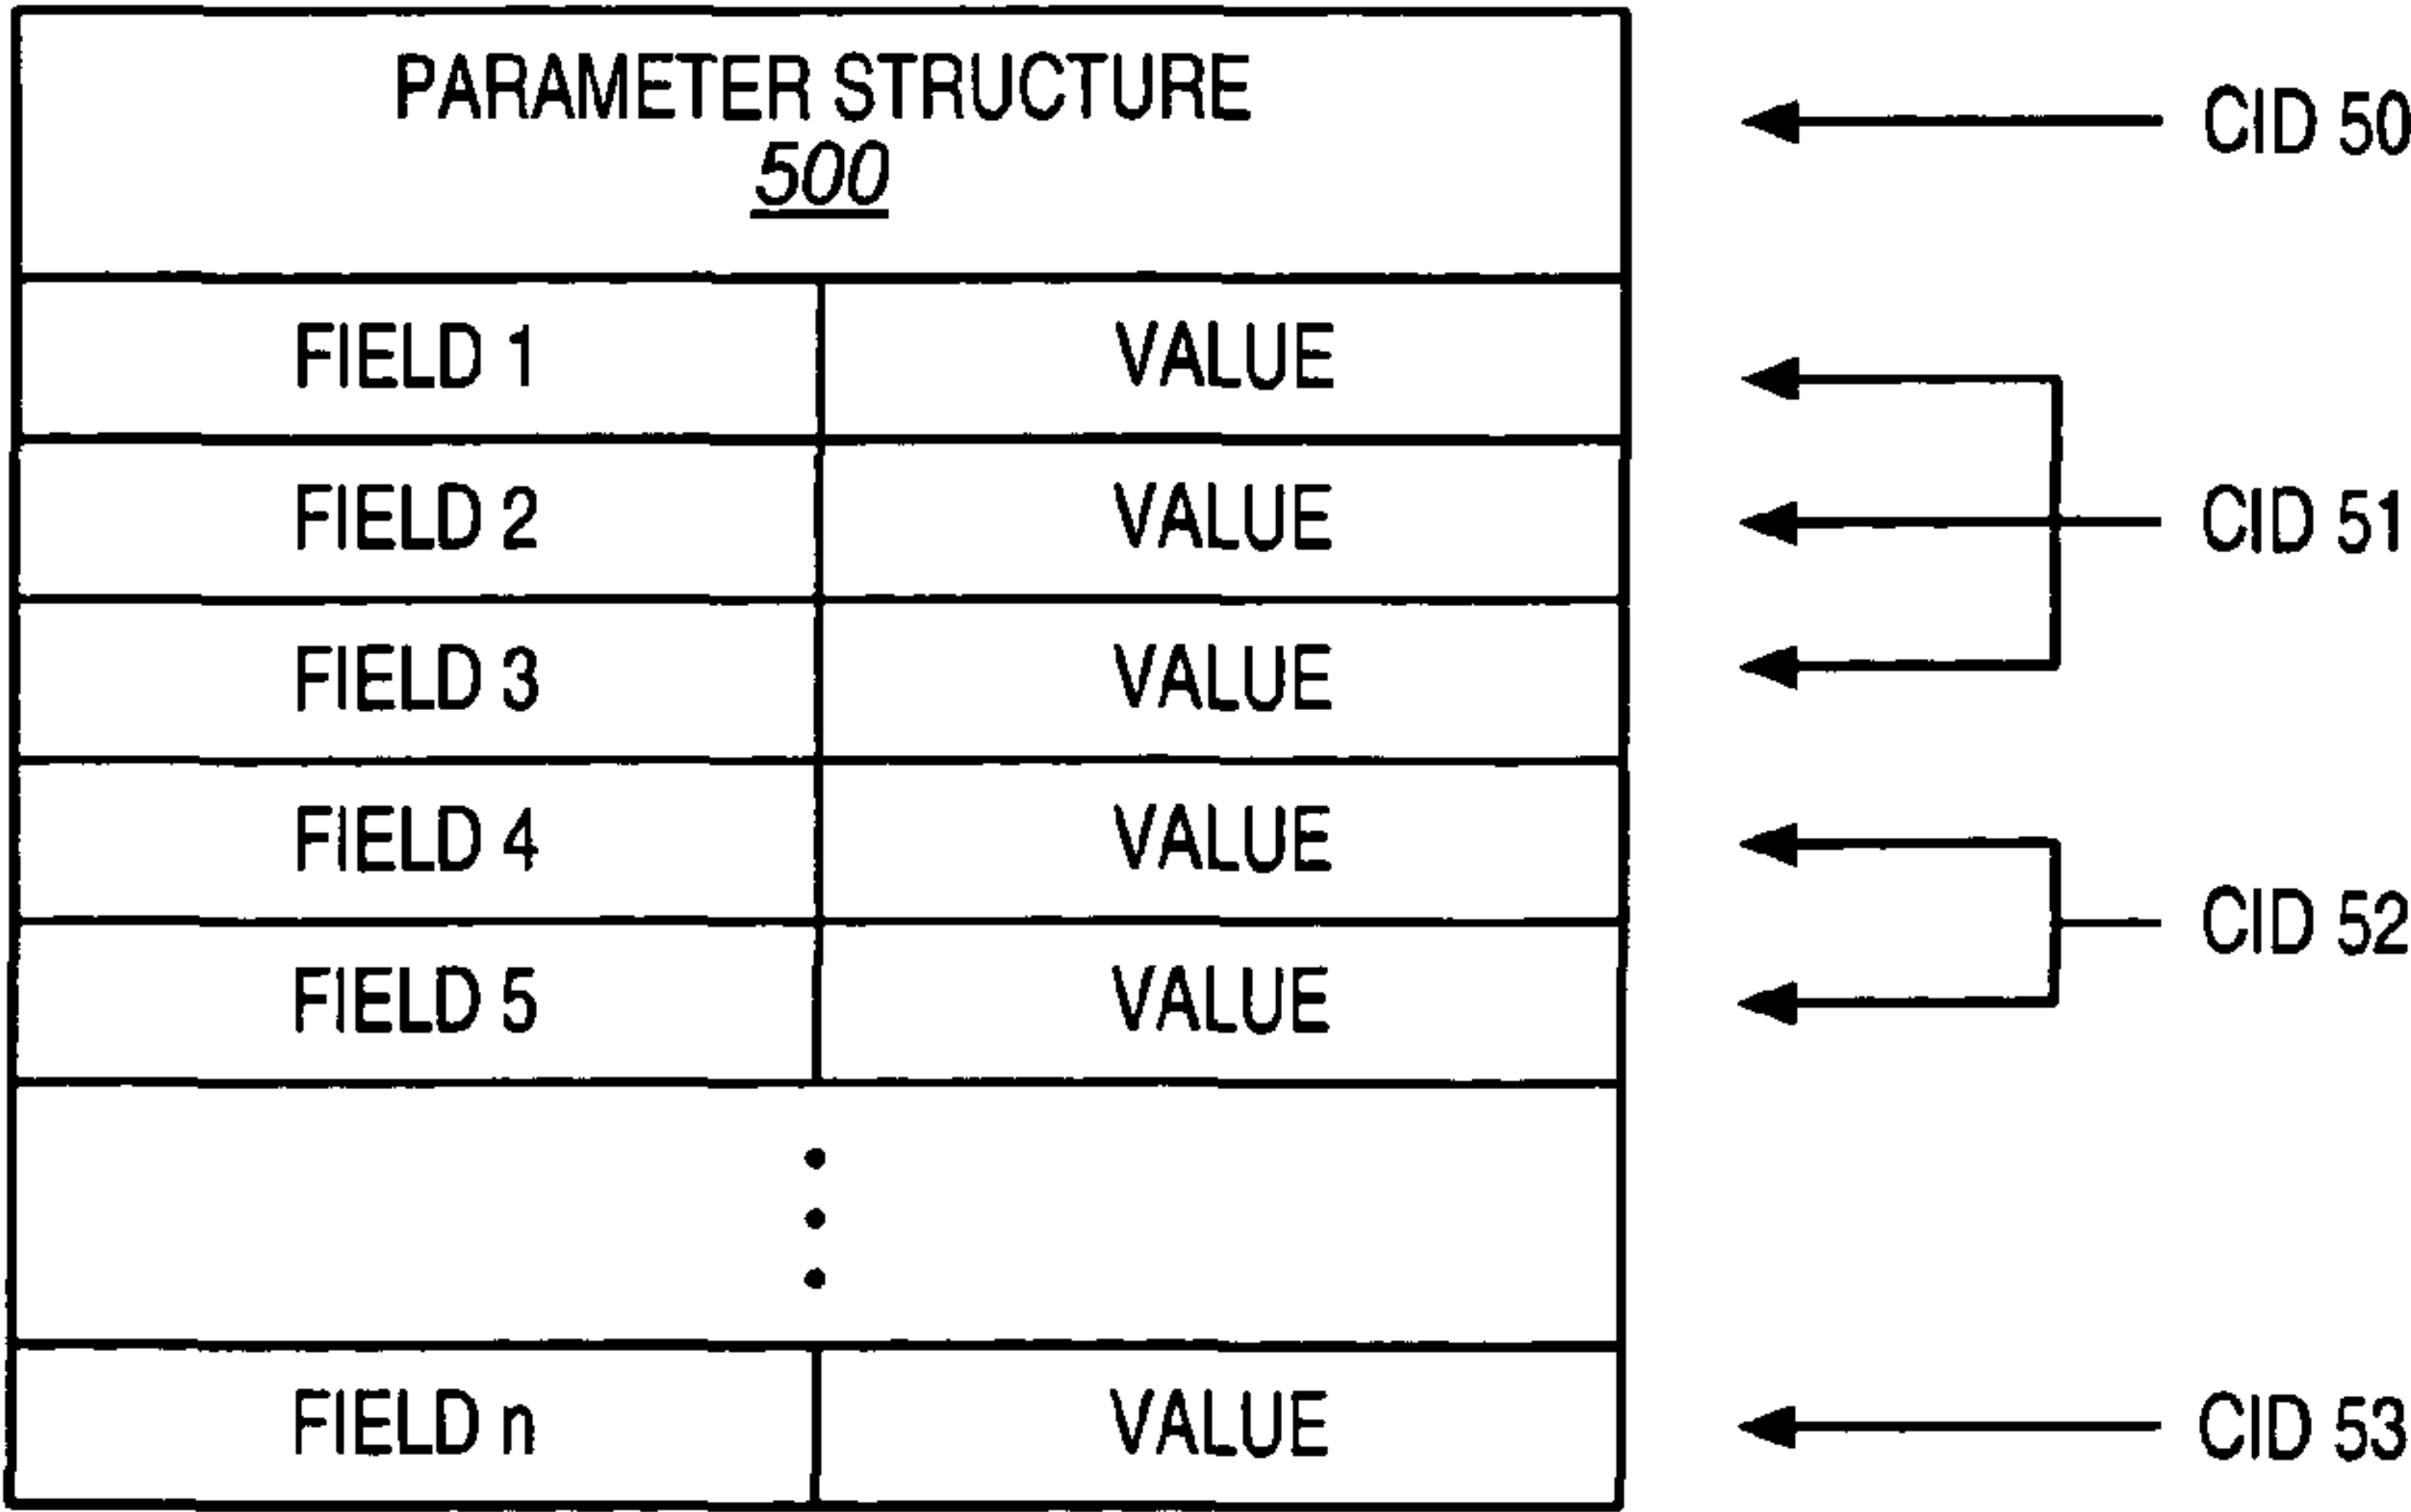 PARAMETER STRUCTURE CID 50
500
FIELD 1 VALUE
FIELD 2 VALUE CID 51
FIELD 3 VALUE
FIELD 4 VALUE
CID 52
FIELD 5 VALUE
FIELD n VALUE CID 53